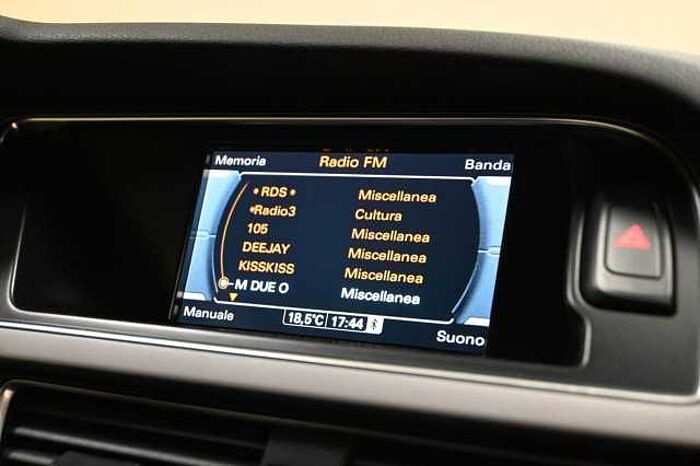 Memoria Radio FM Banda
• RDS • Miscellanea
•Radio3 Cultura
105 Miscellanea
DEEJAY Miscellanea
KISSKISS Miscellanea
M DUE O Miscellanea
Manuale 18,5°C 17:44 Suono